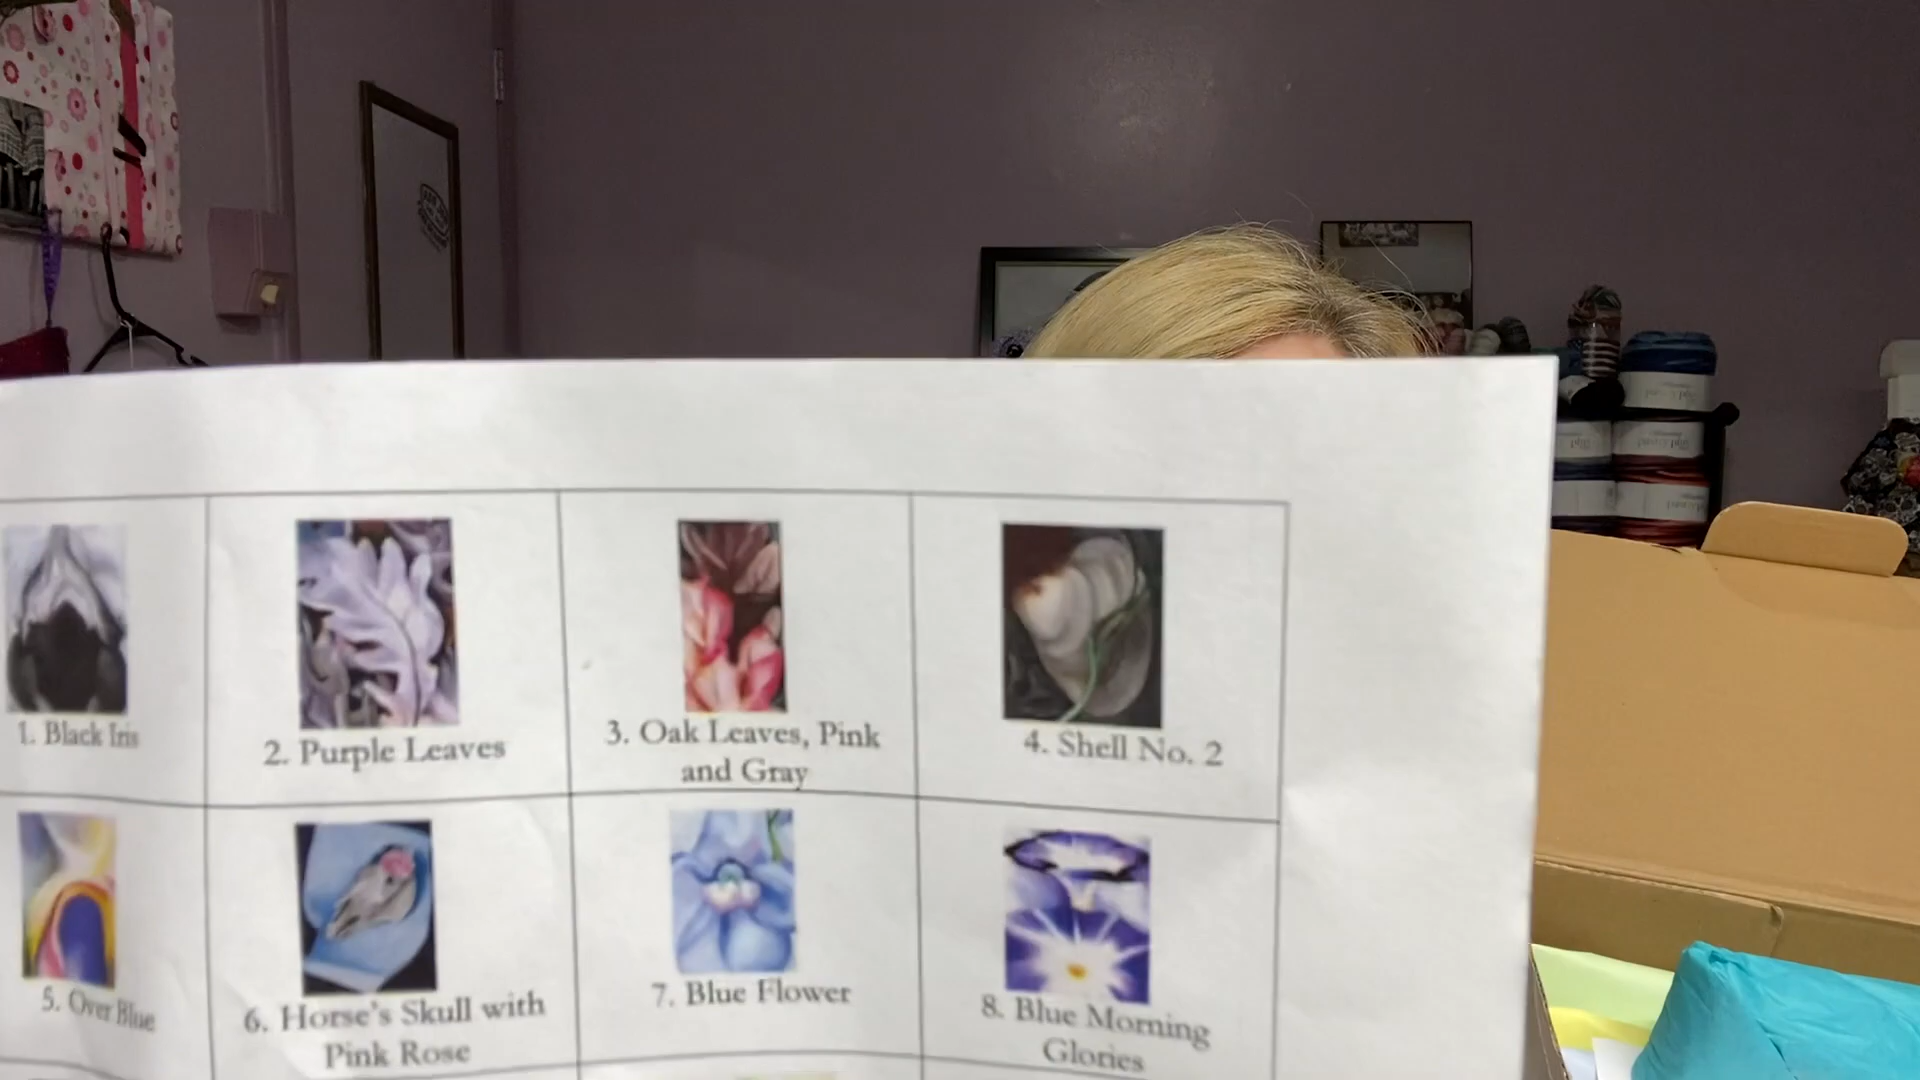 1. Black Iris
2. Purple Leaves
3. Oak Leaves, Pink
and Gray
4. Shell No. 2
5. Over Blue
6. Horse's Skull with
Pink Rose
7. Blue Flower
8. Blue Morning
Glories